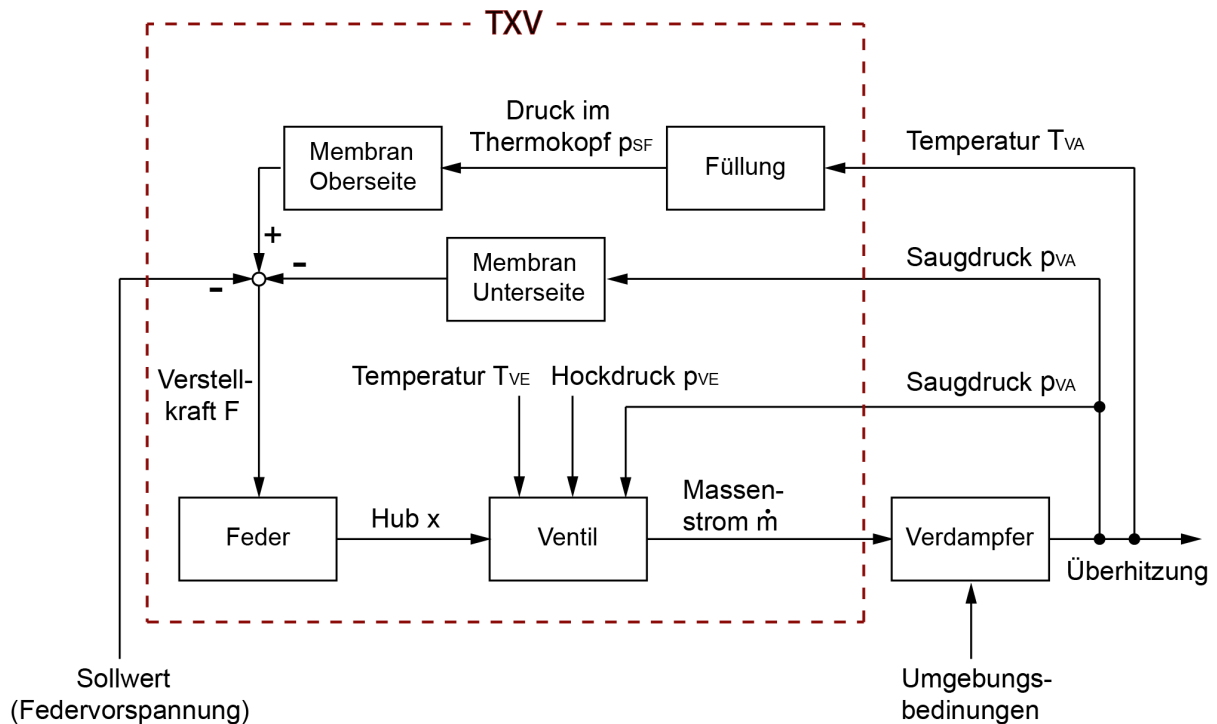 TXV
Druck im
Thermokopf pSF
Membran
Oberseite
Füllung
Temperatur TVA
+
-
-
Membran
Unterseite
Saugdruck pVA
Verstell-
kraft F
Temperatur TVE
Hockdruck pVE
Saugdruck pVA
Feder
Hub x
Ventil
Massen-
strom ṁ
Verdampfer
Überhitzung
Sollwert
(Federvorspannung)
Umgebungs-
bedinungen